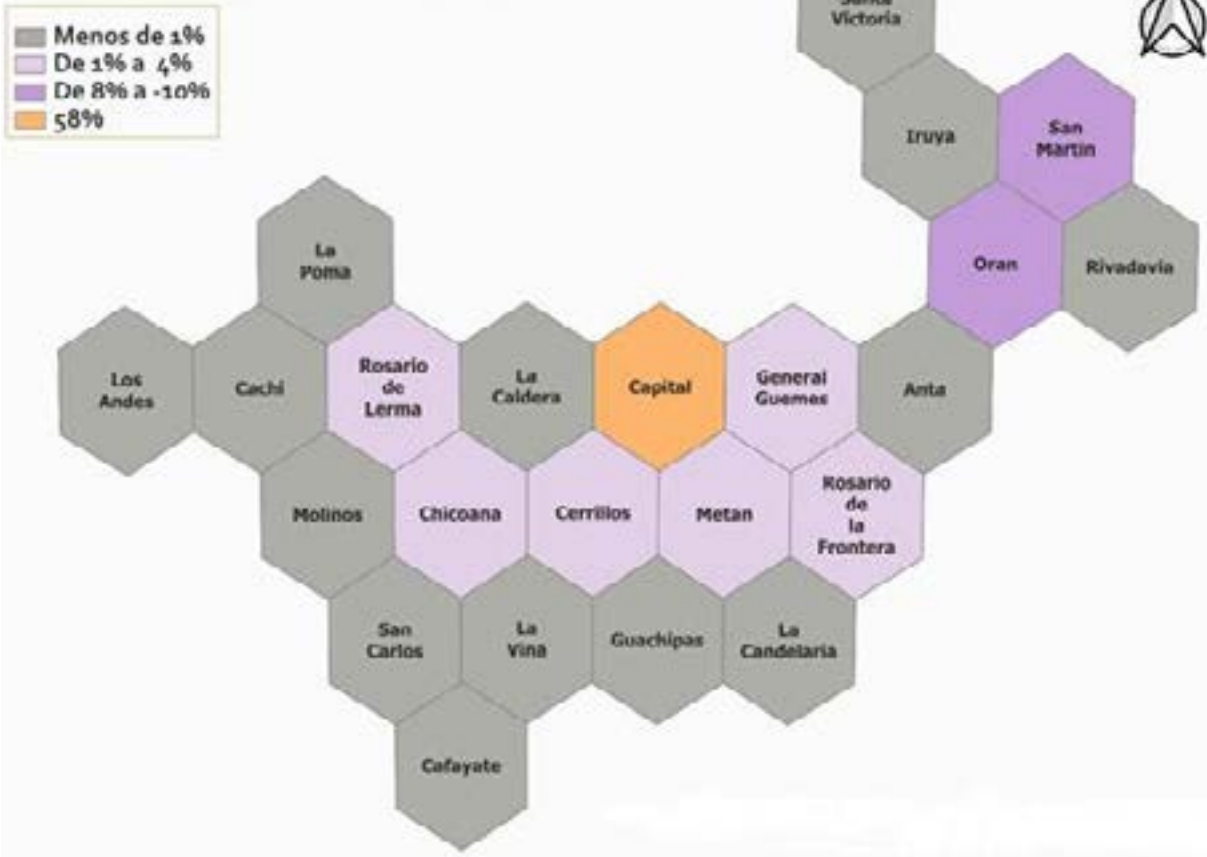 Menos de 1%
De 1% a 4%
De 8% a -10%
58%
Santa
Victoria
Iruya
San
Martin
La
Poma
Oran
Rivadavia
Los
Andes
Cachi
Rosario
de
Lerma
La
Caldera
Capital
General
Guemes
Anta
Molinos
Chicoana
Cerrillos
Metan
Rosario
de
la
Frontera
San
Carlos
La
Vina
Guachipas
La
Candelaria
Cafayate